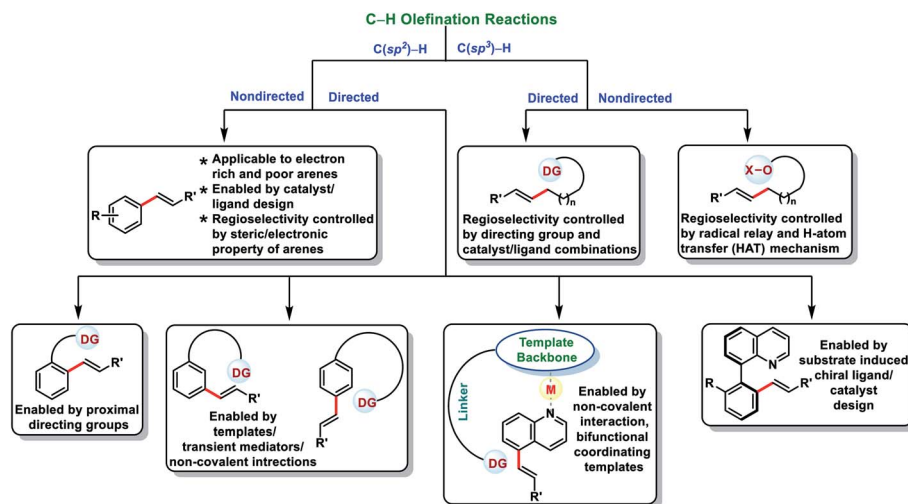 C–H Olefination Reactions
C(sp²)–H
C(sp³)–H
Nondirected
Directed
Directed
Nondirected
R
R'
* Applicable to electron
rich and poor arenes
* Enabled by catalyst/
ligand design
* Regioselectivity controlled
by steric/electronic
property of arenes
DG
R'
( )n
Regioselectivity controlled
by directing group and
catalyst/ligand combinations
X–O
R'
( )n
Regioselectivity controlled
by radical relay and H-atom
transfer (HAT) mechanism
DG
R'
Enabled by proximal
directing groups
DG
R'
DG
R'
Enabled by
templates/
transient mediators/
non-covalent intrections
Template
Backbone
Linker
M
N
DG
R'
Enabled by
non-covalent
interaction,
bifunctional
coordinating
templates
N
R
R'
Enabled by
substrate induced
chiral ligand/
catalyst
design